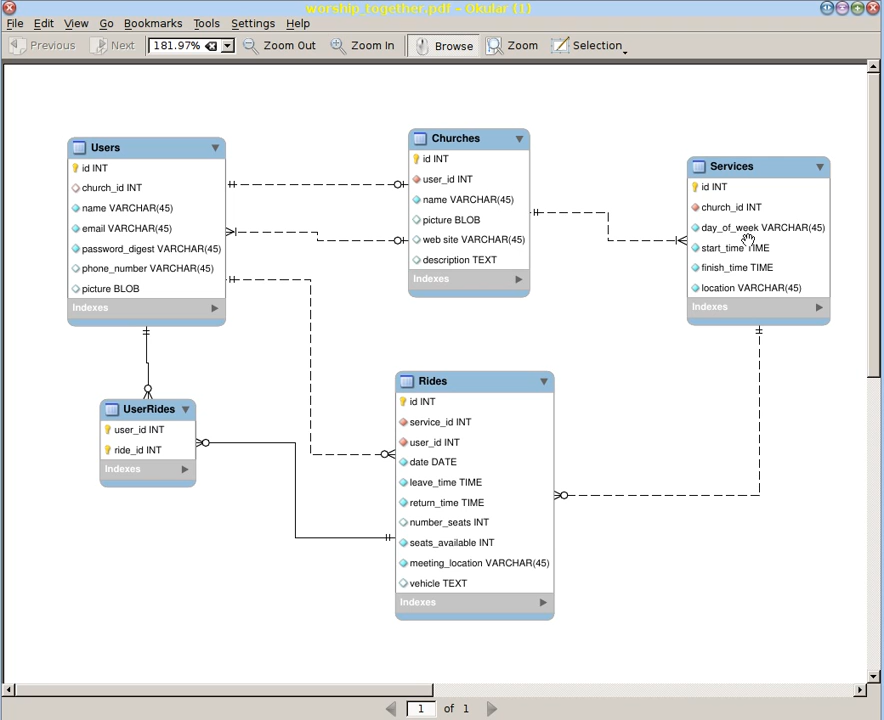 worship_together.pdf – Okular (1)
File Edit View Go Bookmarks Tools Settings Help
Previous Next 181.97% Zoom Out Zoom In Browse Zoom Selection
Users
id INT
church_id INT
name VARCHAR(45)
email VARCHAR(45)
password_digest VARCHAR(45)
phone_number VARCHAR(45)
picture BLOB
Indexes
Churches
id INT
user_id INT
name VARCHAR(45)
picture BLOB
web site VARCHAR(45)
description TEXT
Indexes
Services
id INT
church_id INT
day_of_week VARCHAR(45)
start_time TIME
finish_time TIME
location VARCHAR(45)
Indexes
UserRides
user_id INT
ride_id INT
Indexes
Rides
id INT
service_id INT
user_id INT
date DATE
leave_time TIME
return_time TIME
number_seats INT
seats_available INT
meeting_location VARCHAR(45)
vehicle TEXT
Indexes
1 of 1